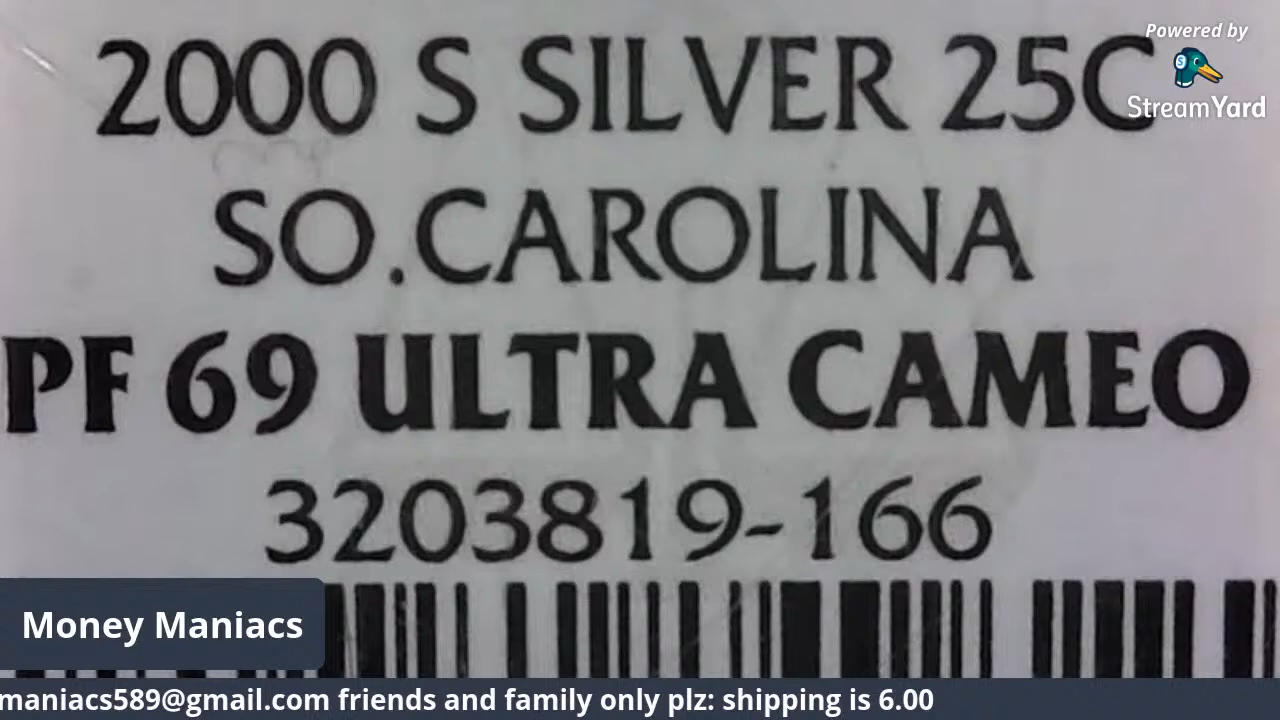 Powered by
StreamYard
2000 S SILVER 25C
SO.CAROLINA
PF 69 ULTRA CAMEO
3203819-166
Money Maniacs
maniacs589@gmail.com friends and family only plz: shipping is 6.00